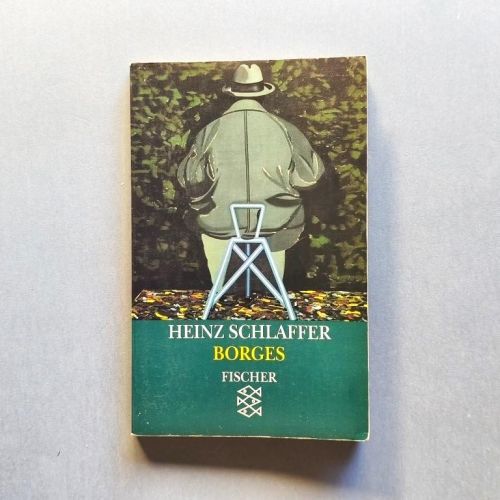 HEINZ SCHLAFFER
BORGES
FISCHER